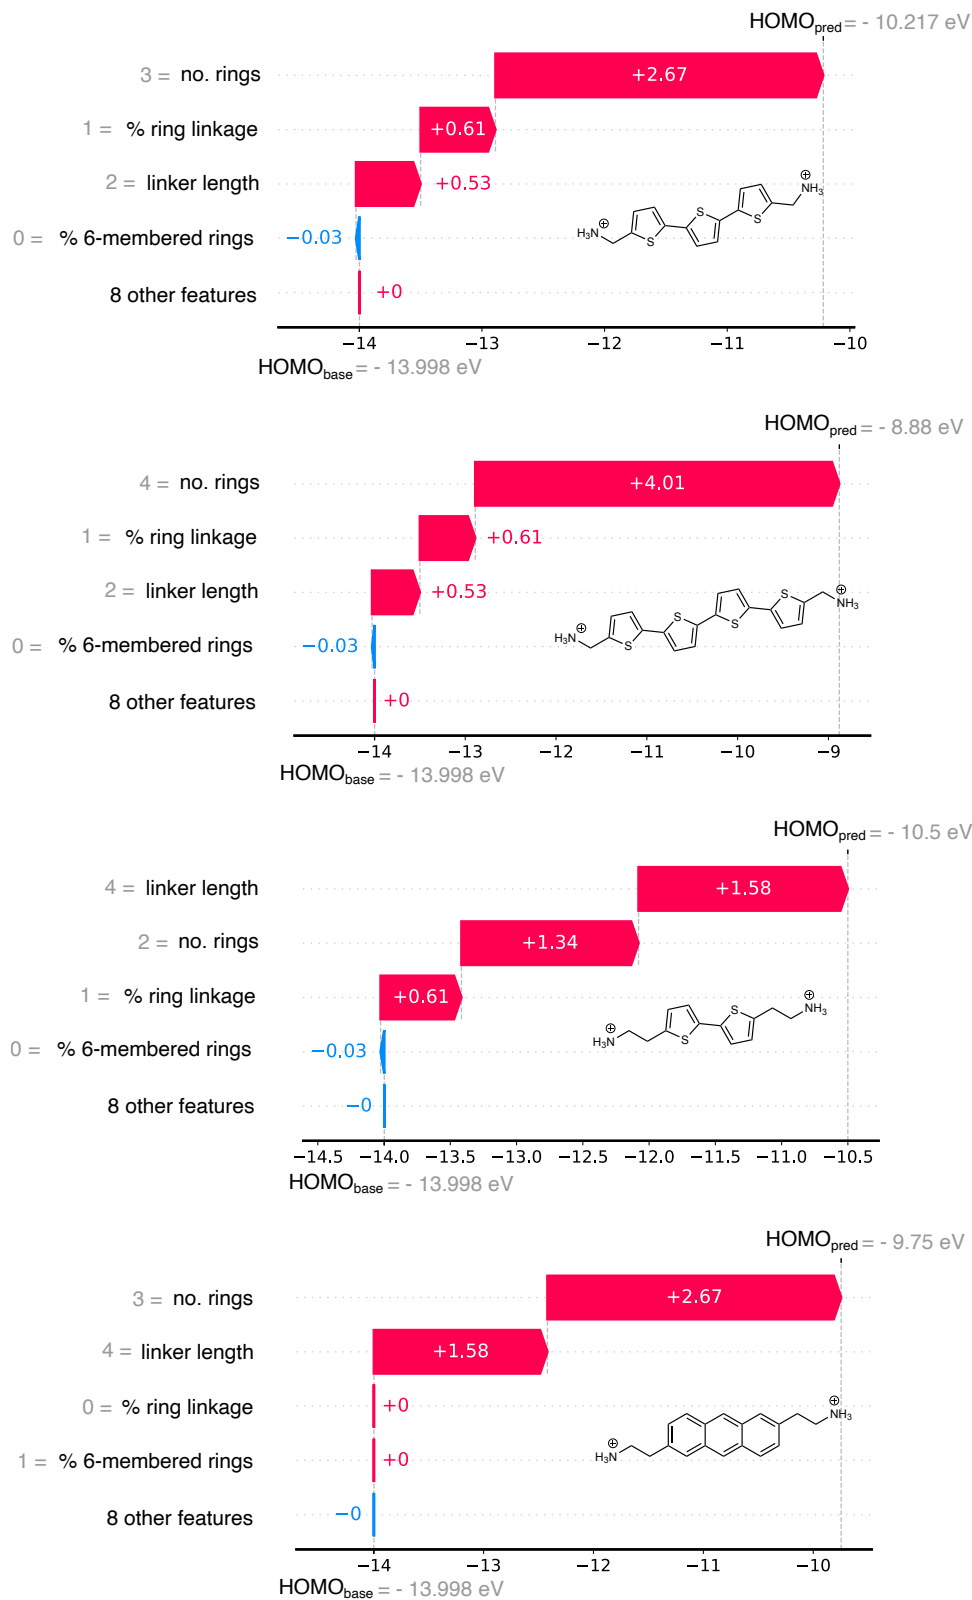 HOMOpred = - 10.217 eV
3 = no. rings +2.67
1 = % ring linkage +0.61
2 = linker length +0.53
0 = % 6-membered rings −0.03
8 other features +0
H₃N ⊕ S S S ⊕ NH₃
−14 −13 −12 −11 −10
HOMObase = - 13.998 eV
HOMOpred = - 8.88 eV
4 = no. rings +4.01
1 = % ring linkage +0.61
2 = linker length +0.53
0 = % 6-membered rings −0.03
8 other features +0
H₃N ⊕ S S S S ⊕ NH₃
−14 −13 −12 −11 −10 −9
HOMObase = - 13.998 eV
HOMOpred = - 10.5 eV
4 = linker length +1.58
2 = no. rings +1.34
1 = % ring linkage +0.61
0 = % 6-membered rings −0.03
8 other features −0
H₃N ⊕ S S ⊕ NH₃
−14.5 −14.0 −13.5 −13.0 −12.5 −12.0 −11.5 −11.0 −10.5
HOMObase = - 13.998 eV
HOMOpred = - 9.75 eV
3 = no. rings +2.67
4 = linker length +1.58
0 = % ring linkage +0
1 = % 6-membered rings +0
8 other features −0
H₃N ⊕ ⊕ NH₃
−14 −13 −12 −11 −10
HOMObase = - 13.998 eV